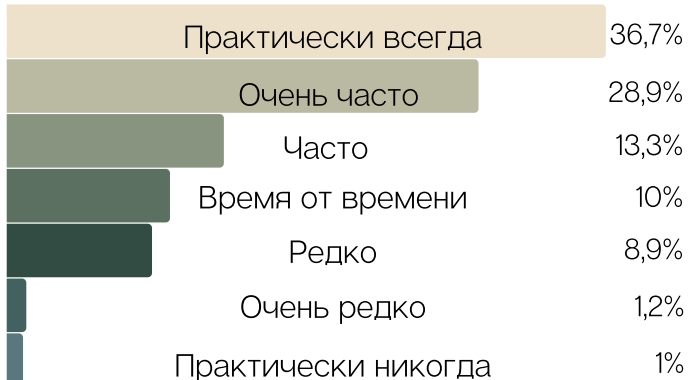 Практически всегда 36,7%
Очень часто 28,9%
Часто 13,3%
Время от времени 10%
Редко 8,9%
Очень редко 1,2%
Практически никогда 1%